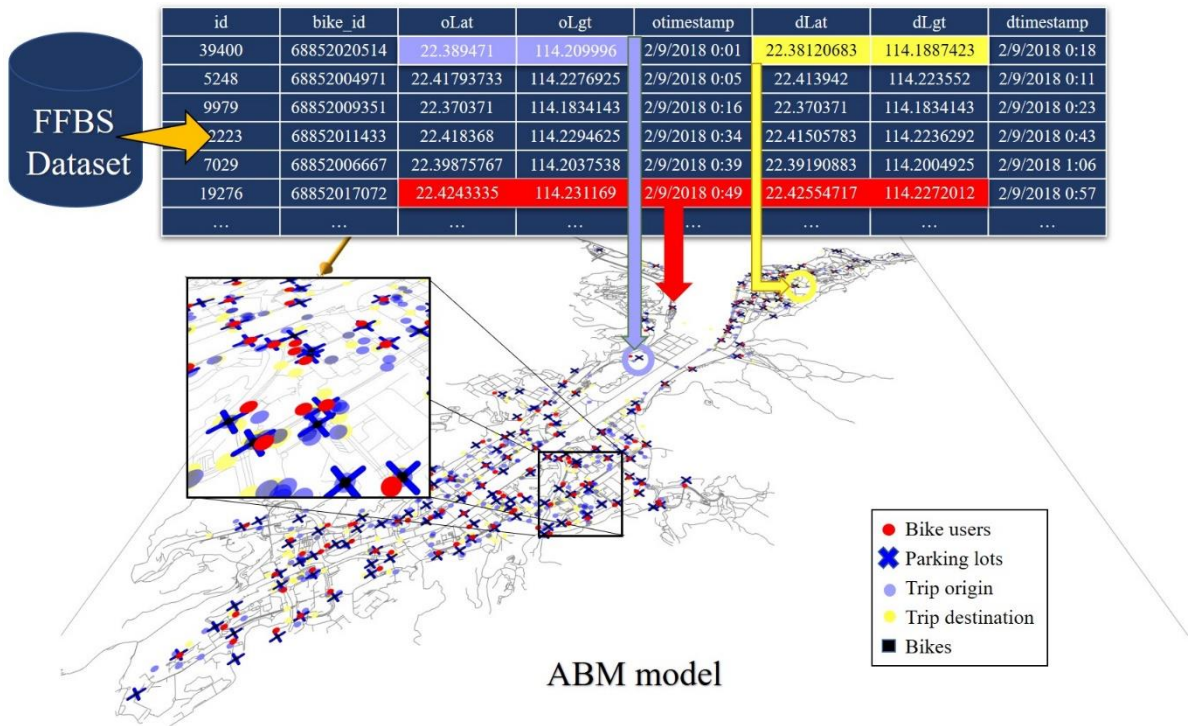 FFBS
Dataset
id bike_id oLat oLgt otimestamp dLat dLgt dtimestamp
39400 68852020514 22.389471 114.209996 2/9/2018 0:01 22.38120683 114.1887423 2/9/2018 0:18
5248 68852004971 22.41793733 114.2276925 2/9/2018 0:05 22.413942 114.223552 2/9/2018 0:11
9979 68852009351 22.370371 114.1834143 2/9/2018 0:16 22.370371 114.1834143 2/9/2018 0:23
68852011433 22.418368 114.2294625 2/9/2018 0:34 22.41505783 114.2236292 2/9/2018 0:43
7029 68852006667 22.39875767 114.2037538 2/9/2018 0:39 22.39190883 114.2004925 2/9/2018 1:06
19276 68852017072 22.4243335 114.231169 2/9/2018 0:49 22.42554717 114.2272012 2/9/2018 0:57
... ... ... ... ... ... ... ...
Bike users
Parking lots
Trip origin
Trip destination
Bikes
ABM model